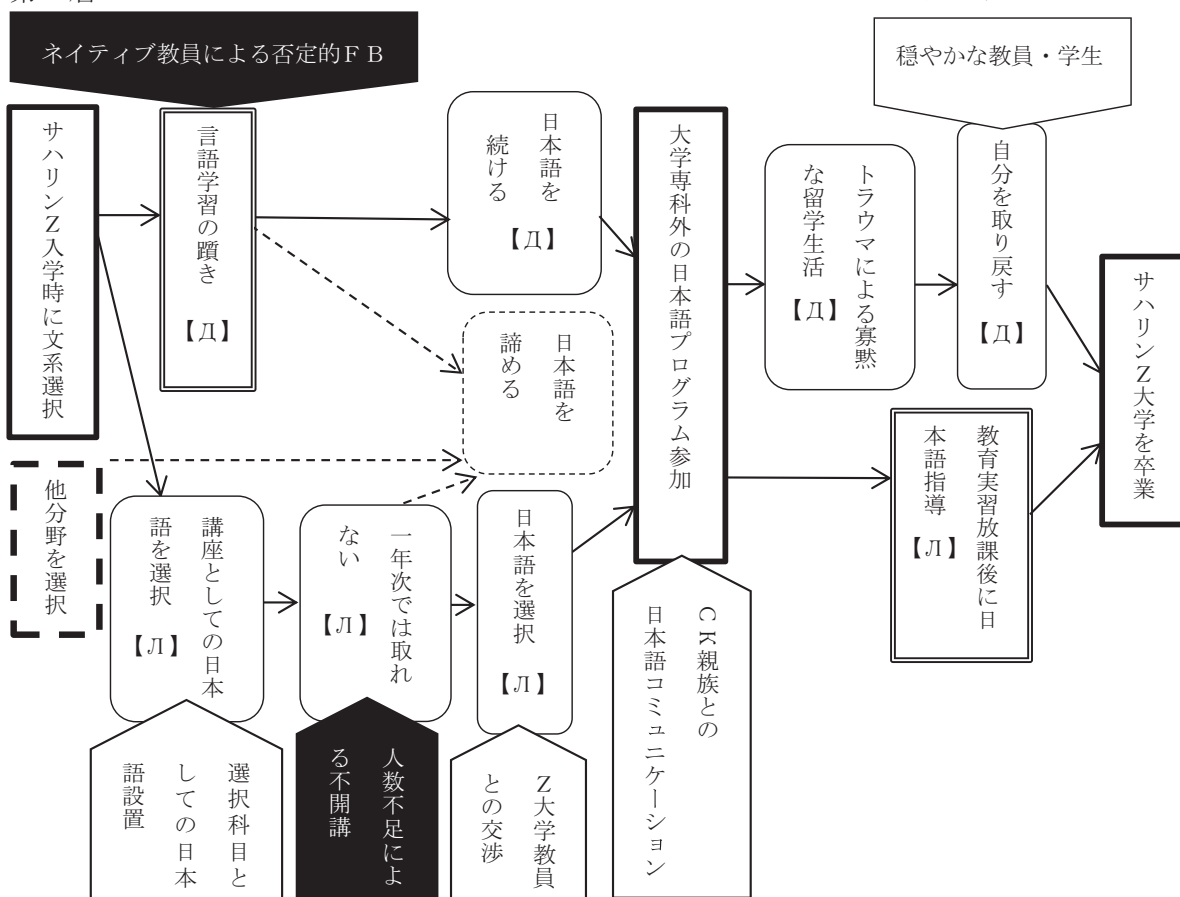 ネイティブ教員による否定的ＦＢ
穏やかな教員・学生
サハリンＺ入学時に文系選択
言語学習の躓き
【Д】
日本語を
続ける
【Д】
日本語を
諦める
大学専科外の日本語プログラム参加
トラウマによる寡黙
な留学生活
【Д】
自分を取り戻す
【Д】
サハリンＺ大学を卒業
他分野を選択
講座としての日本
語を選択
【Л】
一年次では取れ
ない
【Л】
日本語を選択
【Л】
教育実習放課後に日
本語指導
【Л】
選択科目と
しての日本
語設置
人数不足によ
る不開講
Ｚ大学教員
との交渉
ＣＫ親族との
日本語コミュニケーション